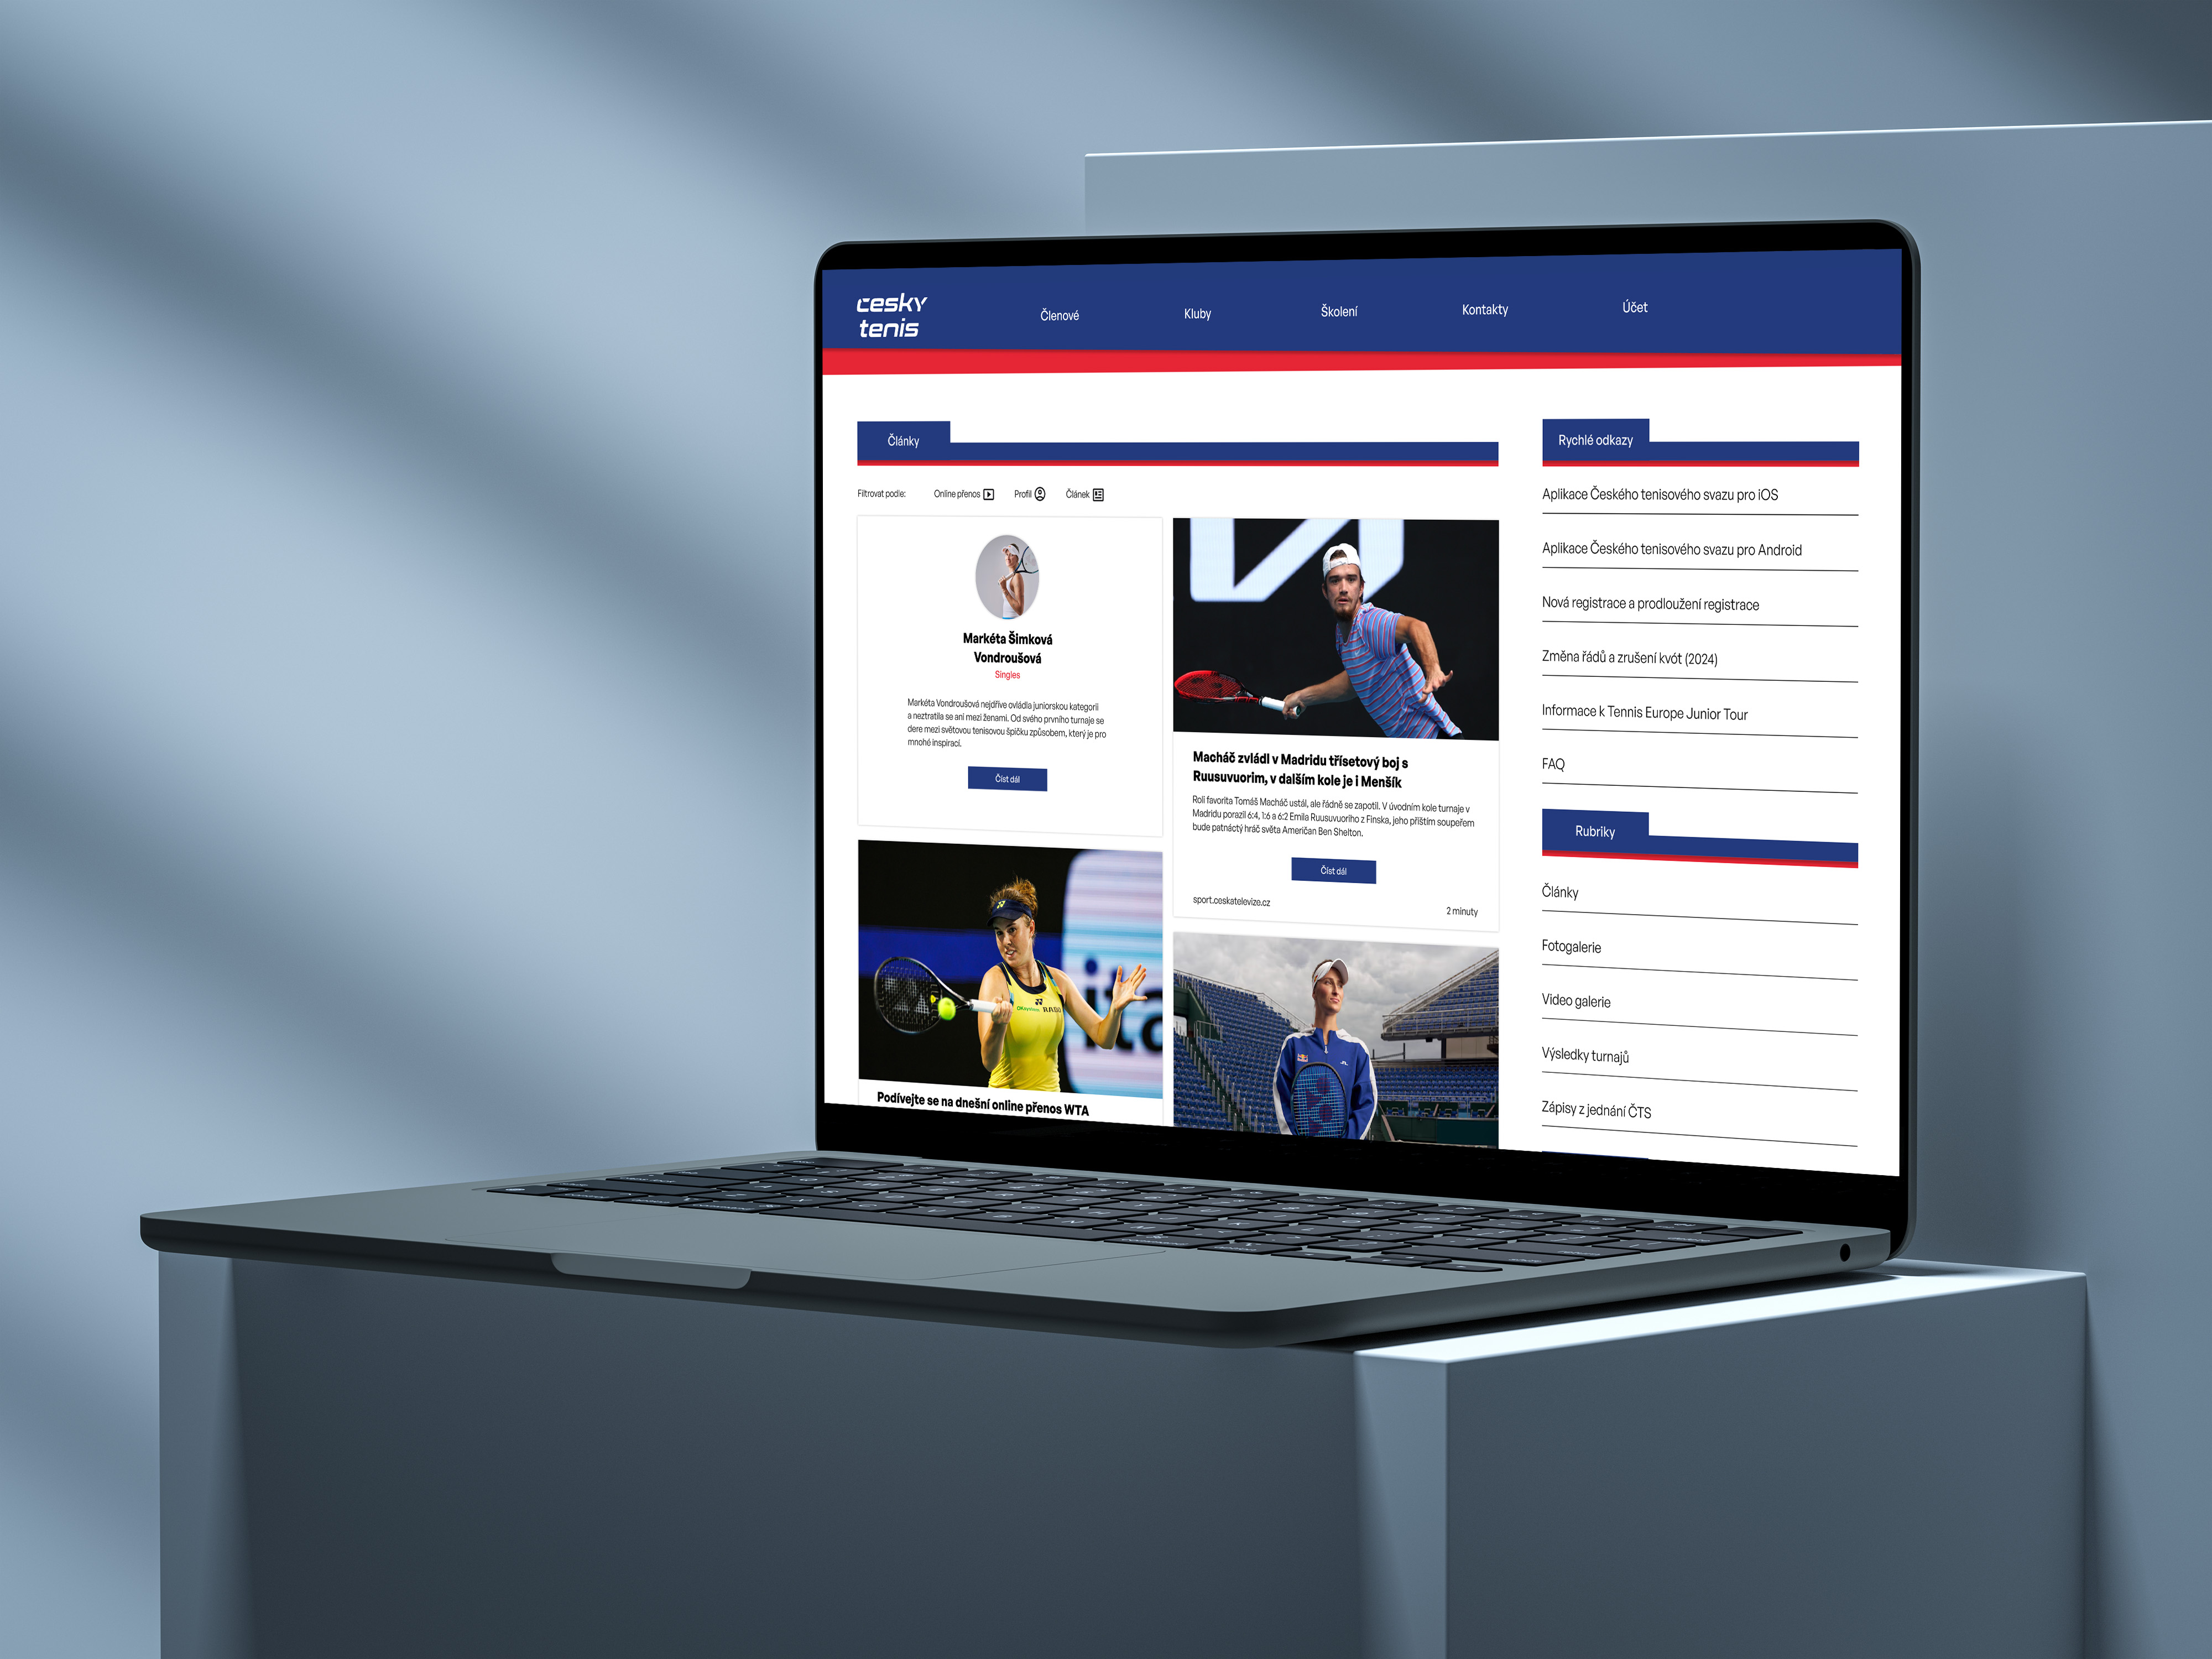 cesky
tenis
Členové
Kluby
Školení
Kontakty
Účet
Články
Filtrovat podle:
Online přenos
Profil
Článek
Markéta Šimková
Vondroušová
Singles
Markéta Vondroušová nejdříve ovládla juniorskou kategorii
a neztratila se ani mezi ženami. Od svého prvního turnaje se
dere mezi světovou tenisovou špičku způsobem, který je pro
mnohé inspirací.
Číst dál
Podívejte se na dnešní online přenos WTA
Macháč zvládl v Madridu třísetový boj s
Ruusuvuorim, v dalším kole je i Menšík
Roli favorita Tomáš Macháč ustál, ale řádně se zapotil. V úvodním kole turnaje v
Madridu porazil 6:4, 1:6 a 6:2 Emila Ruusuvuoriho z Finska, jeho příštím soupeřem
bude patnáctý hráč světa Američan Ben Shelton.
Číst dál
sport.ceskatelevize.cz
2 minuty
Rychlé odkazy
Aplikace Českého tenisového svazu pro iOS
Aplikace Českého tenisového svazu pro Android
Nová registrace a prodloužení registrace
Změna řádů a zrušení kvót (2024)
Informace k Tennis Europe Junior Tour
FAQ
Rubriky
Články
Fotogalerie
Video galerie
Výsledky turnajů
Zápisy z jednání ČTS